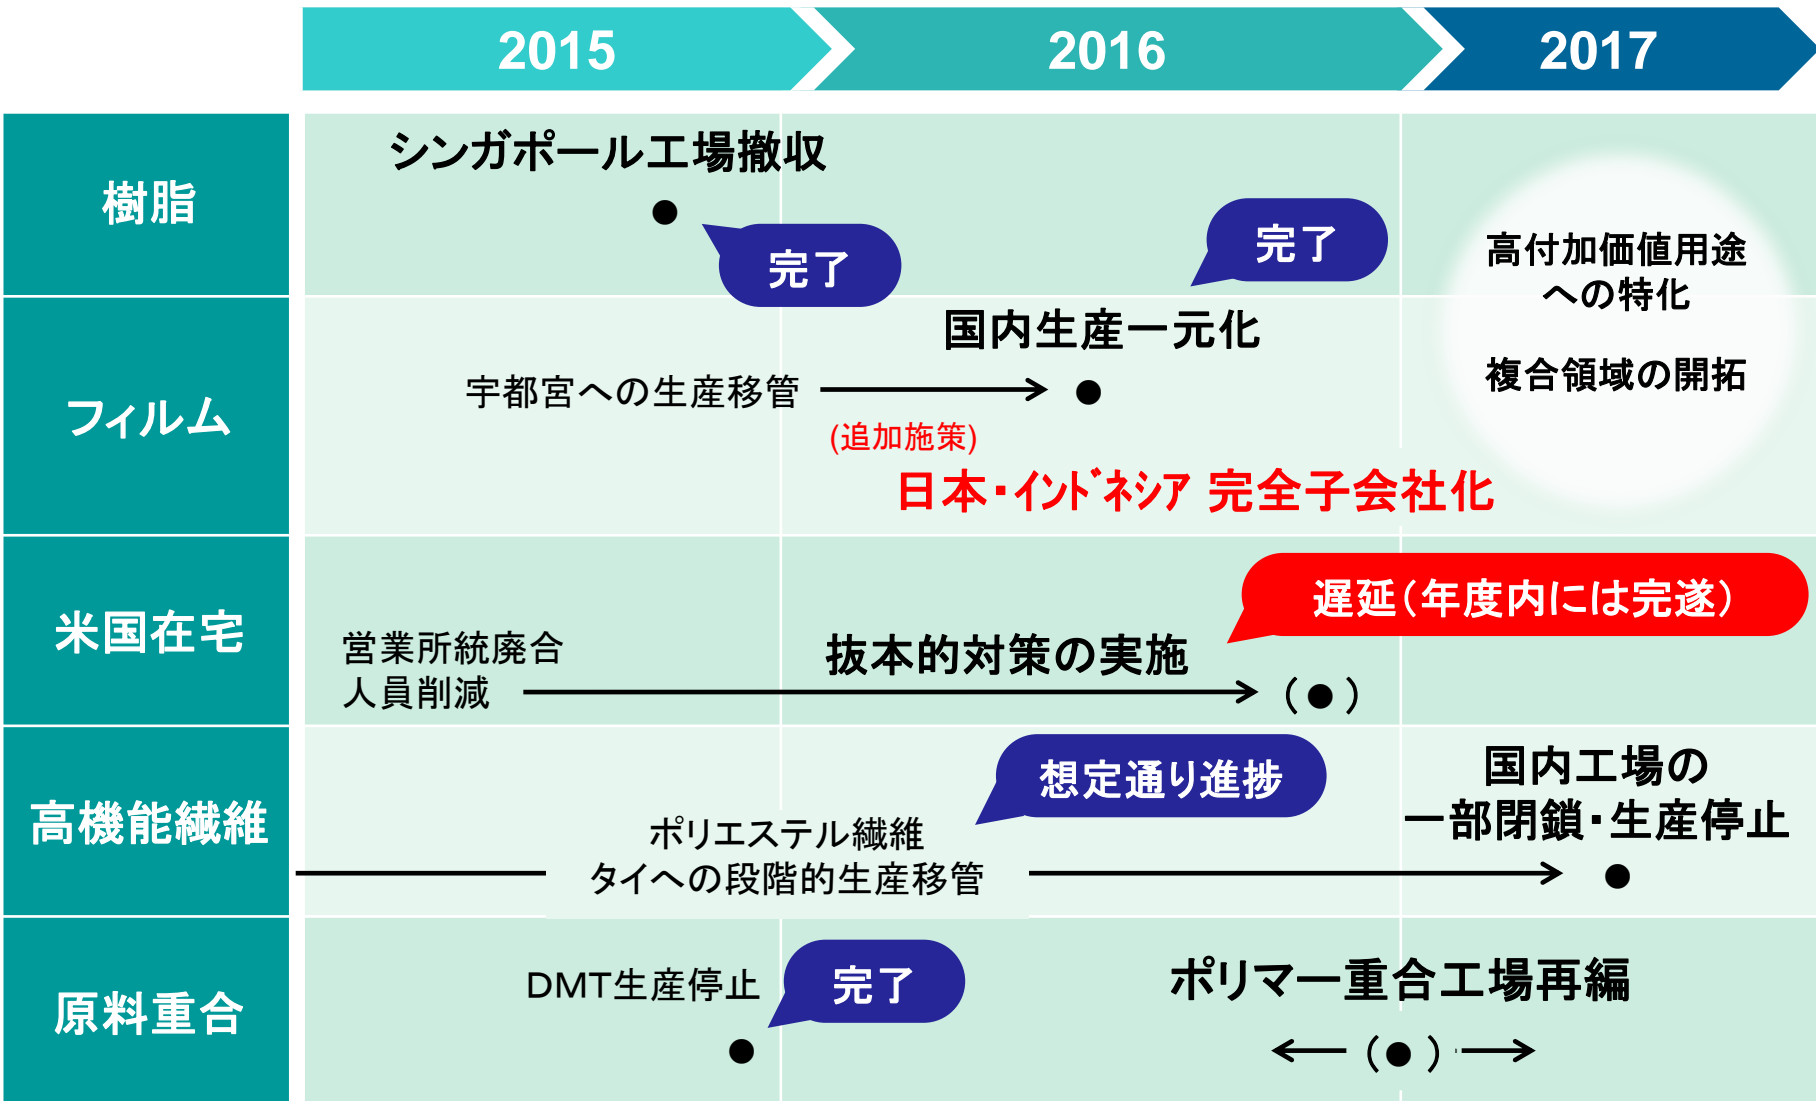 2015
2016
2017
樹脂
シンガポール工場撤収
完了
完了
高付加価値用途
への特化
複合領域の開拓
フィルム
国内生産一元化
宇都宮への生産移管
(追加施策)
日本・インドネシア 完全子会社化
米国在宅
遅延（年度内には完遂）
営業所統廃合
人員削減
抜本的対策の実施
（●）
高機能繊維
想定通り進捗
国内工場の
一部閉鎖・生産停止
ポリエステル繊維
タイへの段階的生産移管
原料重合
DMT生産停止
完了
ポリマー重合工場再編
（●）